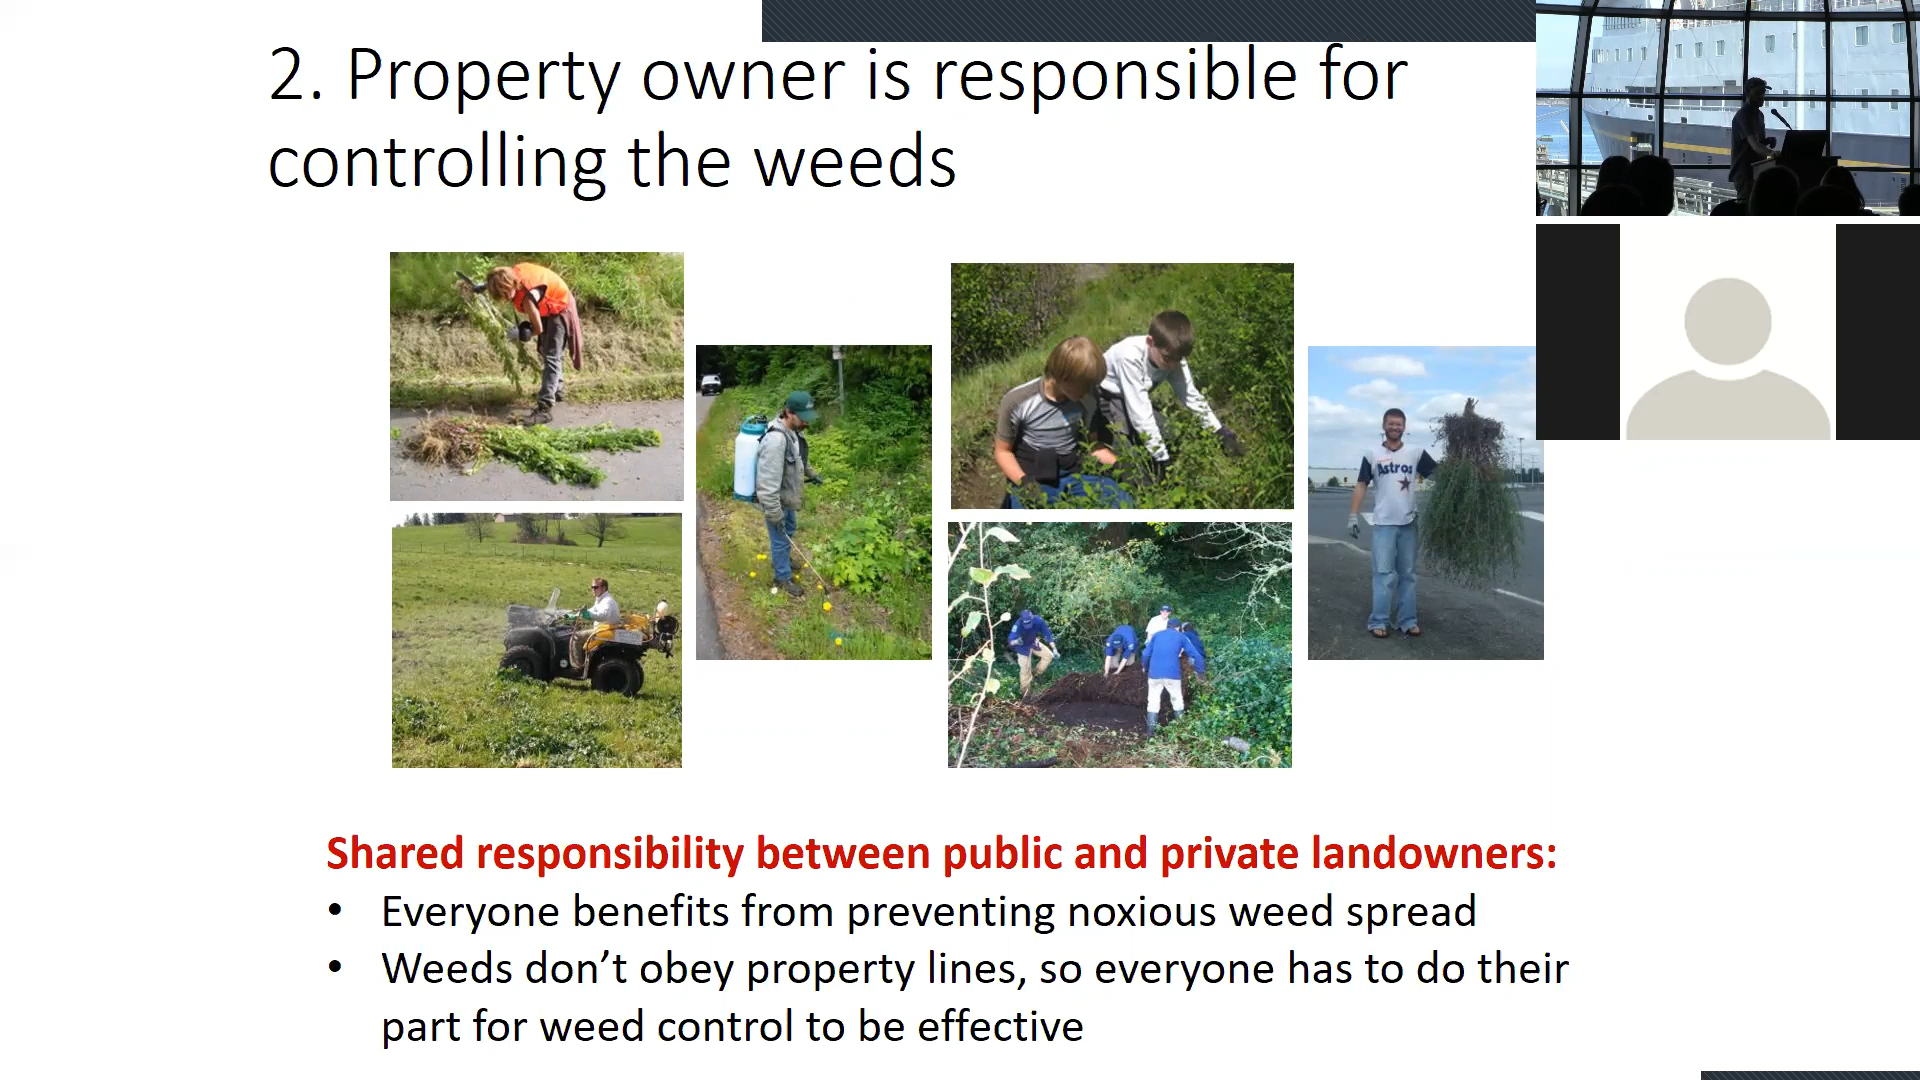 2. Property owner is responsible for
controlling the weeds
Astros
Shared responsibility between public and private landowners:
• Everyone benefits from preventing noxious weed spread
• Weeds don’t obey property lines, so everyone has to do their
part for weed control to be effective